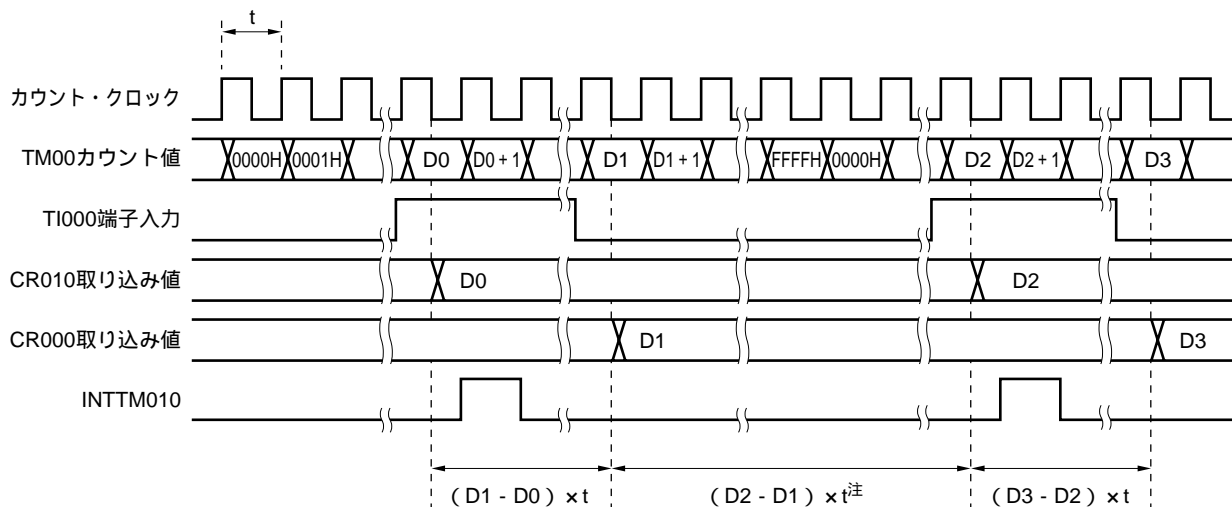 t
カウント・クロック
TM00カウント値 0000H 0001H D0 D0 + 1 D1 D1 + 1 FFFFH 0000H D2 D2 + 1 D3
TI000端子入力
CR010取り込み値 D0 D2
CR000取り込み値 D1 D3
INTTM010
（D1 - D0）×t （D2 - D1）×t注 （D3 - D2）×t